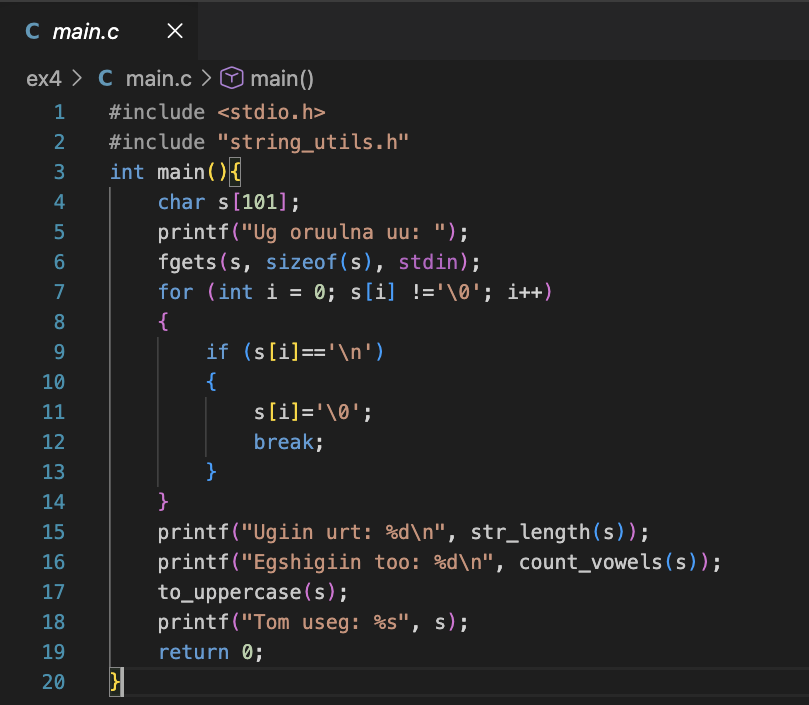 C main.c ×
ex4 > C main.c > main()
1 #include <stdio.h>
2 #include "string_utils.h"
3 int main(){
4     char s[101];
5     printf("Ug oruulna uu: ");
6     fgets(s, sizeof(s), stdin);
7     for (int i = 0; s[i] !='\0'; i++)
8     {
9         if (s[i]=='\n')
10         {
11             s[i]='\0';
12             break;
13         }
14     }
15     printf("Ugiin urt: %d\n", str_length(s));
16     printf("Egshigiin too: %d\n", count_vowels(s));
17     to_uppercase(s);
18     printf("Tom useg: %s", s);
19     return 0;
20 }